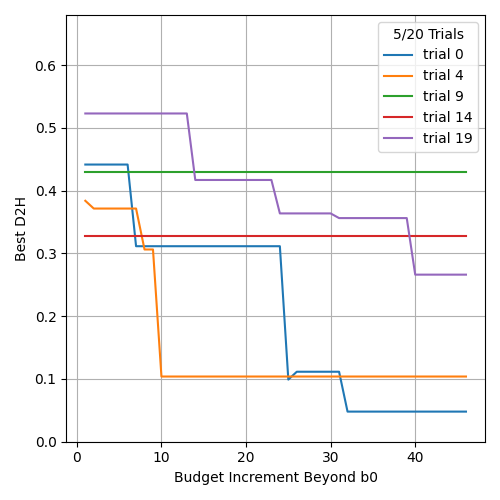 5/20 Trials
trial 0
trial 4
trial 9
trial 14
trial 19
Best D2H
0.6
0.5
0.4
0.3
0.2
0.1
0.0
0
10
20
30
40
Budget Increment Beyond b0